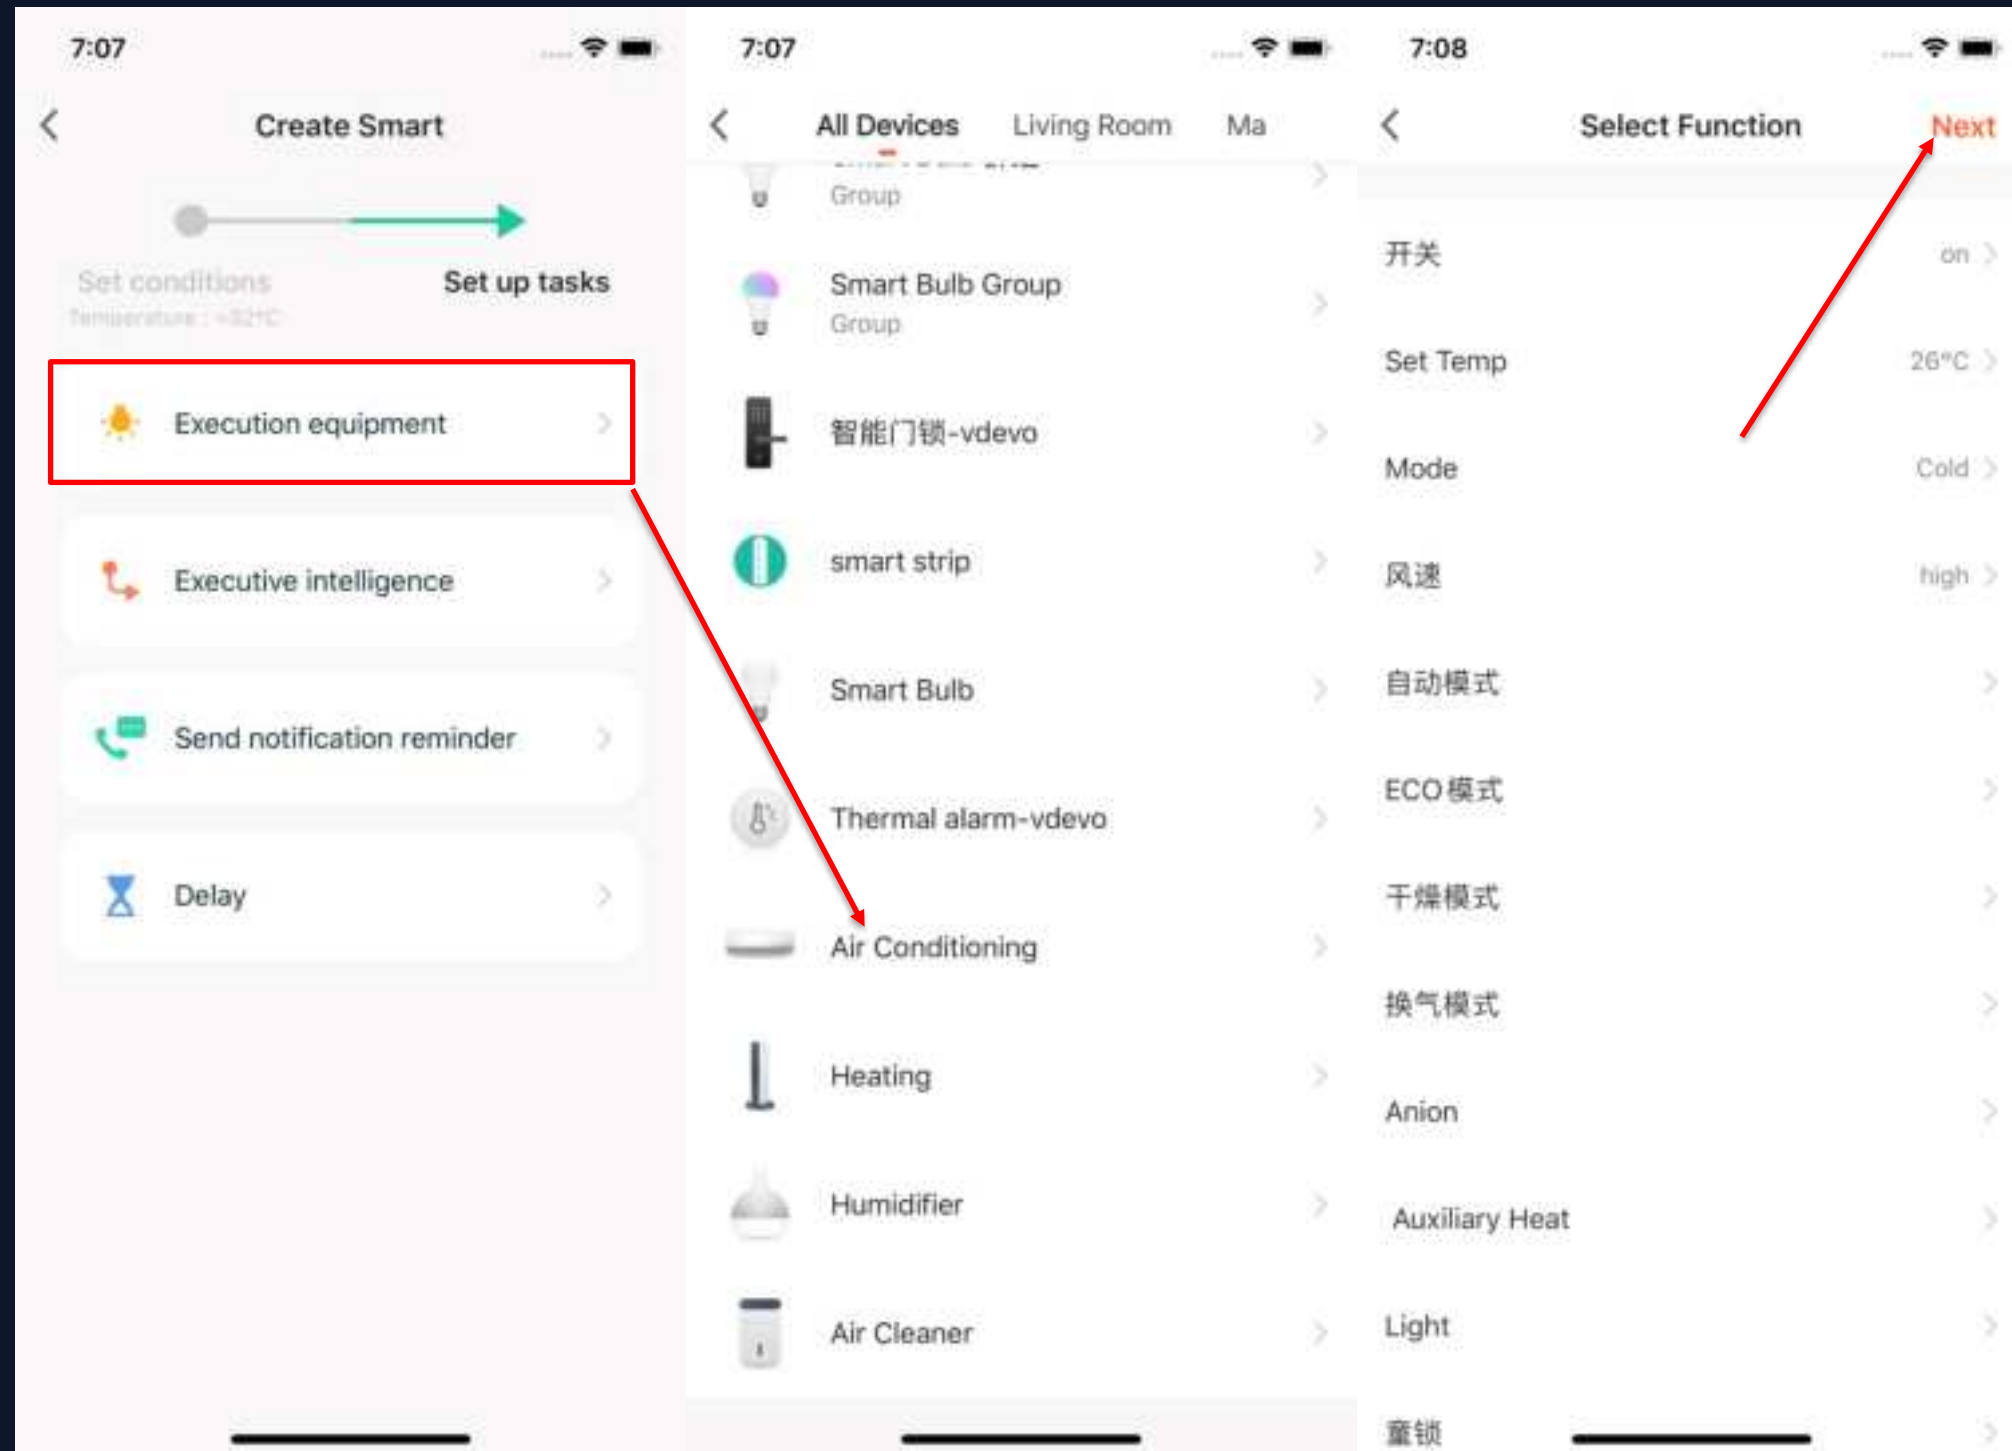 7:07
Create Smart
Set conditions
Set up tasks
Execution equipment
Executive intelligence
Send notification reminder
Delay
7:07
All Devices
Living Room
Ma
Group
Smart Bulb Group
Group
智能门锁-vdevo
smart strip
Smart Bulb
Thermal alarm-vdevo
Air Conditioning
Heating
Humidifier
Air Cleaner
7:08
Select Function
Next
开关 on
Set Temp 26°C
Mode Cold
风速 high
自动模式
ECO模式
干燥模式
换气模式
Anion
Auxiliary Heat
Light
童锁